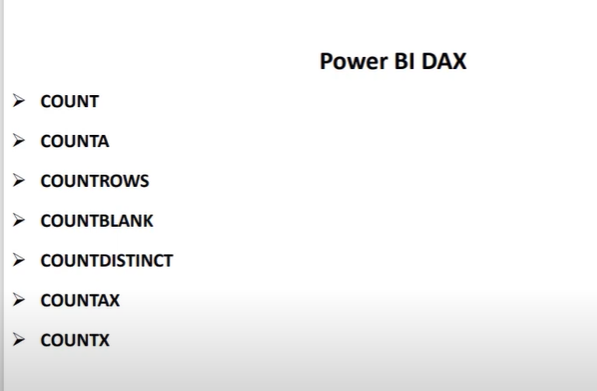 Power BI DAX
➢ COUNT
➢ COUNTA
➢ COUNTROWS
➢ COUNTBLANK
➢ COUNTDISTINCT
➢ COUNTAX
➢ COUNTX